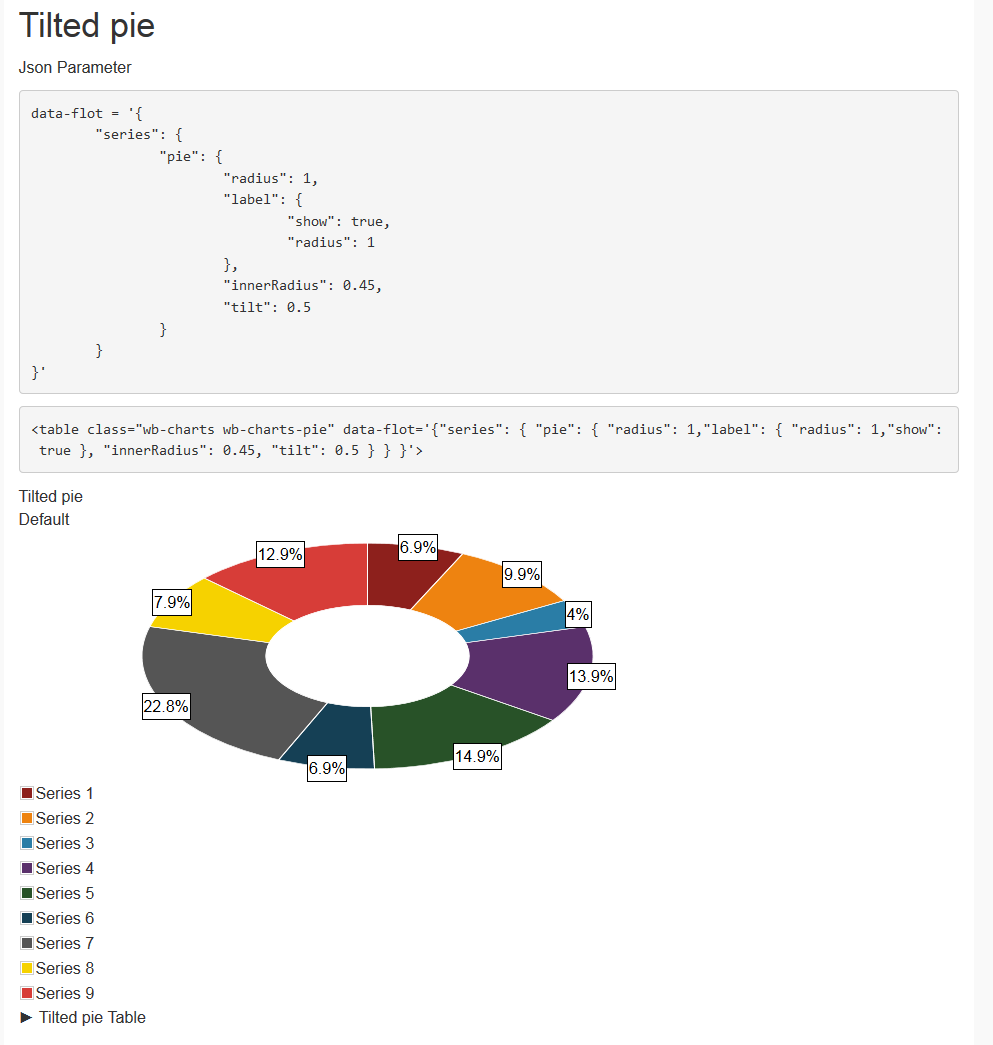 Tilted pie
Json Parameter
data-flot = '{
"series": {
"pie": {
"radius": 1,
"label": {
"show": true,
"radius": 1
},
"innerRadius": 0.45,
"tilt": 0.5
}
}
}'
<table class="wb-charts wb-charts-pie" data-flot='{"series": { "pie": { "radius": 1,"label": { "radius": 1,"show":
true }, "innerRadius": 0.45, "tilt": 0.5 } } }'>
Tilted pie
Default
12.9%
6.9%
9.9%
7.9%
4%
13.9%
22.8%
14.9%
6.9%
Series 1
Series 2
Series 3
Series 4
Series 5
Series 6
Series 7
Series 8
Series 9
► Tilted pie Table